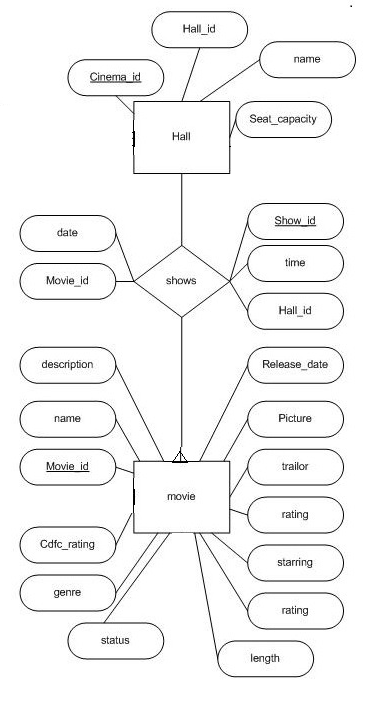 Hall_id
name
Cinema_id
Seat_capacity
Hall
date
Show_id
time
Movie_id
shows
Hall_id
description
Release_date
name
Picture
Movie_id
trailor
movie
rating
Cdfc_rating
starring
genre
rating
status
length